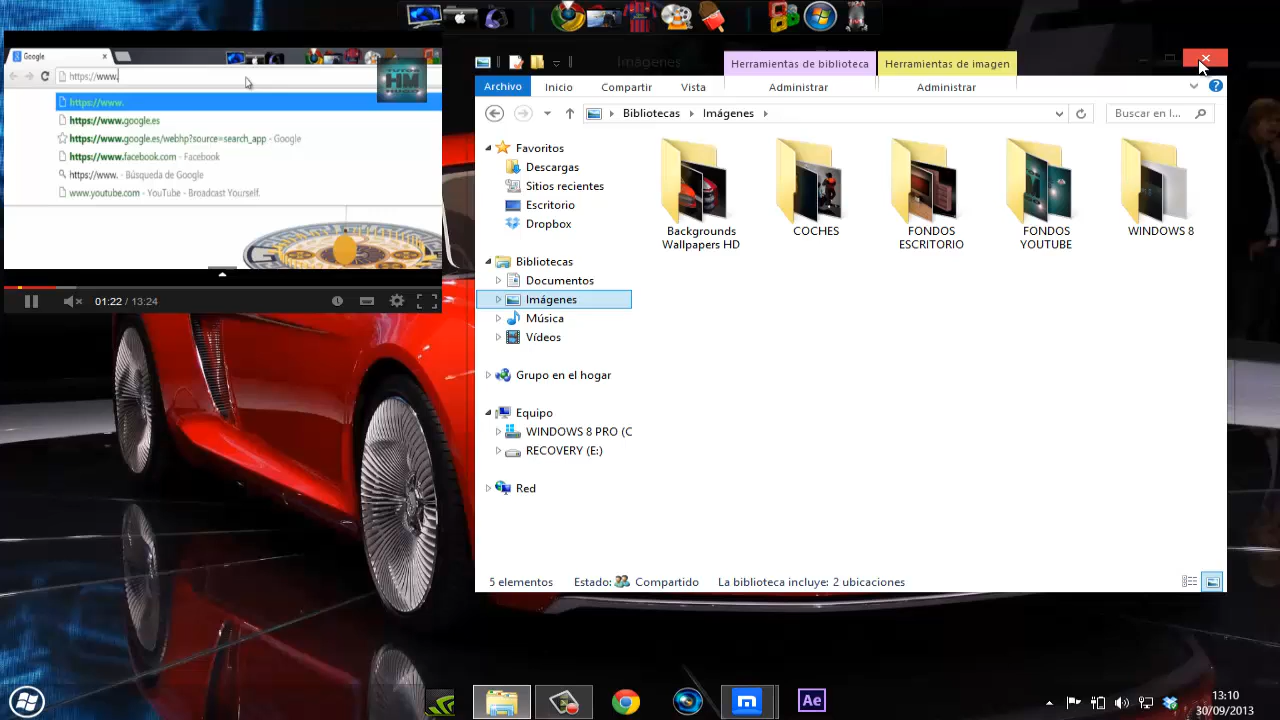 Google
https://www.
https://www.
https://www.google.es
https://www.google.es/webhp?source=search_app - Google
https://www.facebook.com - Facebook
https://www. - Búsqueda de Google
www.youtube.com - YouTube - Broadcast Yourself.
HM
01:22 / 13:24
Imágenes
Herramientas de biblioteca
Herramientas de imagen
Archivo
Inicio
Compartir
Vista
Administrar
Administrar
Bibliotecas
Imágenes
Buscar en I...
Favoritos
Descargas
Sitios recientes
Escritorio
Dropbox
Bibliotecas
Documentos
Imágenes
Música
Vídeos
Grupo en el hogar
Equipo
WINDOWS 8 PRO (C
RECOVERY (E:)
Red
Backgrounds
Wallpapers HD
COCHES
FONDOS
ESCRITORIO
FONDOS
YOUTUBE
WINDOWS 8
5 elementos
Estado:
Compartido
La biblioteca incluye: 2 ubicaciones
Ae
13:10
30/09/2013